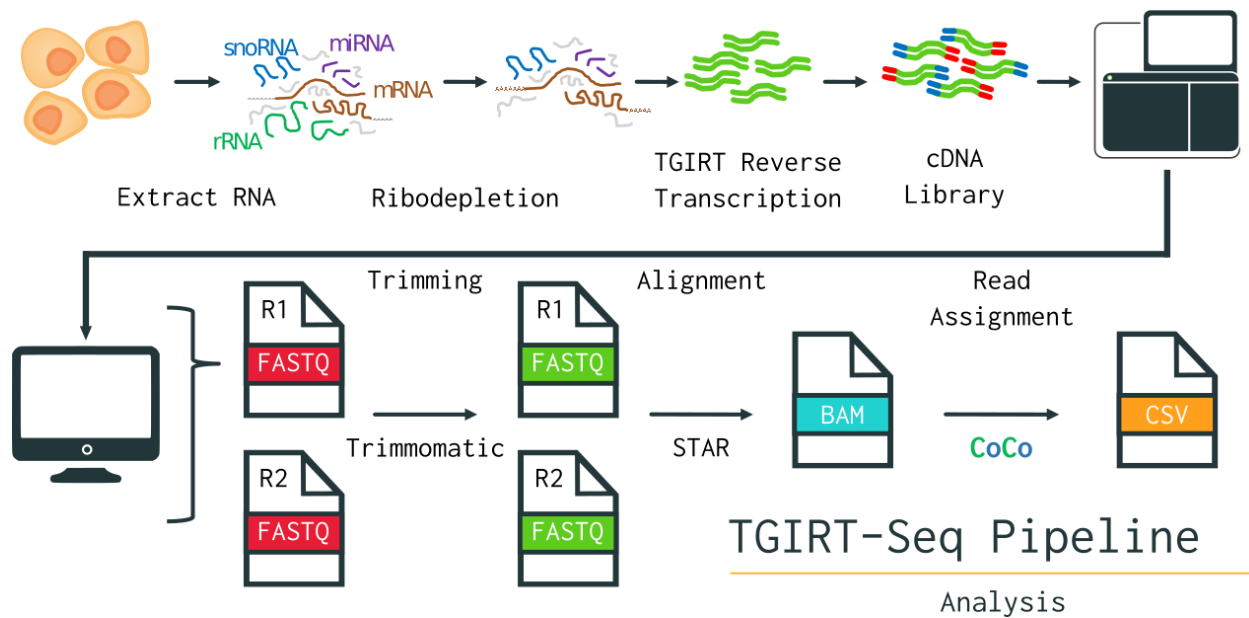 snoRNA
miRNA
mRNA
rRNA
Extract RNA
Ribodepletion
TGIRT Reverse
Transcription
cDNA
Library
Trimming
Alignment
Read
Assignment
R1
FASTQ
R1
FASTQ
BAM
CSV
Trimmomatic
STAR
CoCo
R2
FASTQ
R2
FASTQ
TGIRT-Seq Pipeline
Analysis